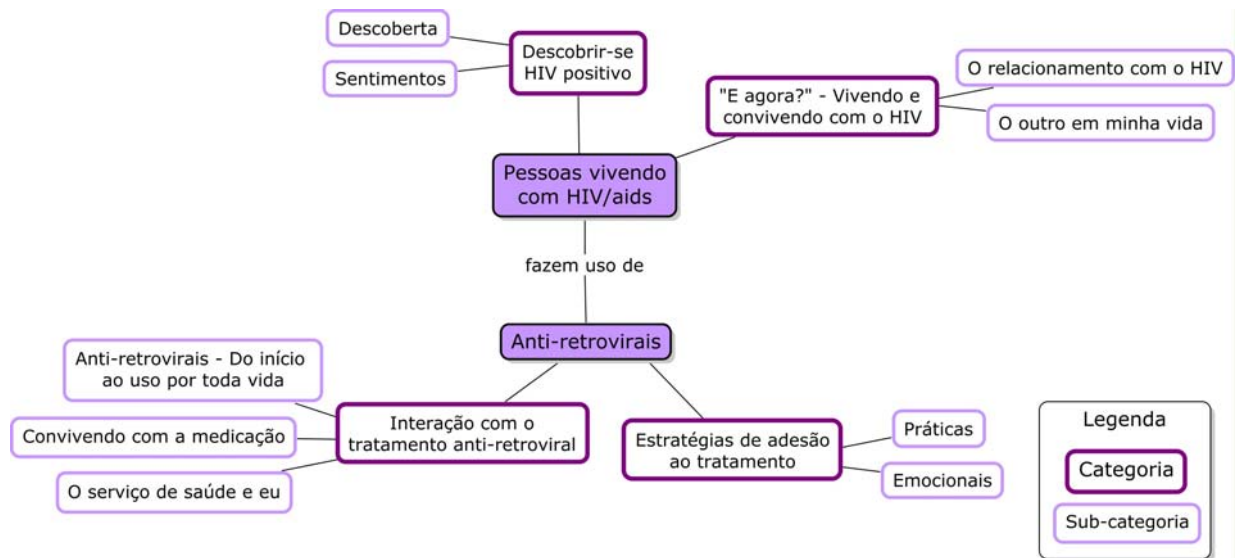 Descoberta
Sentimentos
Descobrir-se
HIV positivo
"E agora?" - Vivendo e
convivendo com o HIV
O relacionamento com o HIV
O outro em minha vida
Pessoas vivendo
com HIV/aids
fazem uso de
Anti-retrovirais
Anti-retrovirais - Do início
ao uso por toda vida
Convivendo com a medicação
O serviço de saúde e eu
Interação com o
tratamento anti-retroviral
Estratégias de adesão
ao tratamento
Práticas
Emocionais
Legenda
Categoria
Sub-categoria